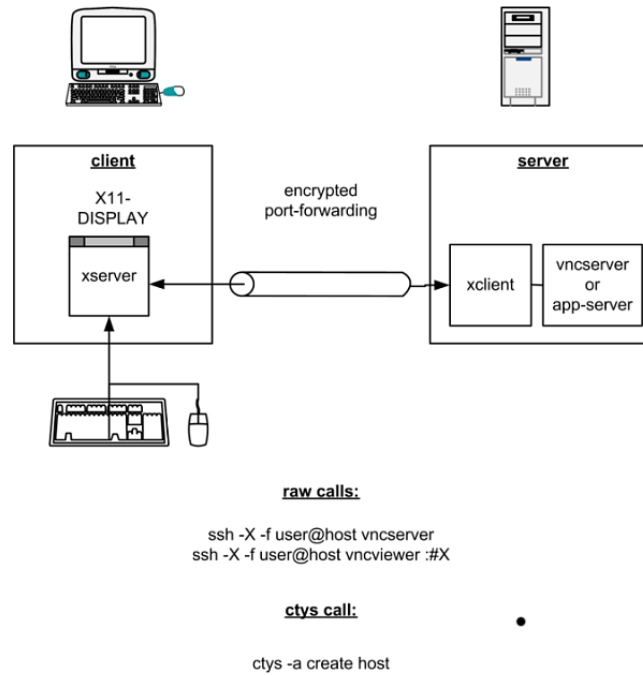 client
server
X11-
DISPLAY
encrypted
port-forwarding
xserver
xclient
vncserver
or
app-server
raw calls:
ssh -X -f user@host vncserver
ssh -X -f user@host vncviewer :#X
ctys call:
ctys -a create host